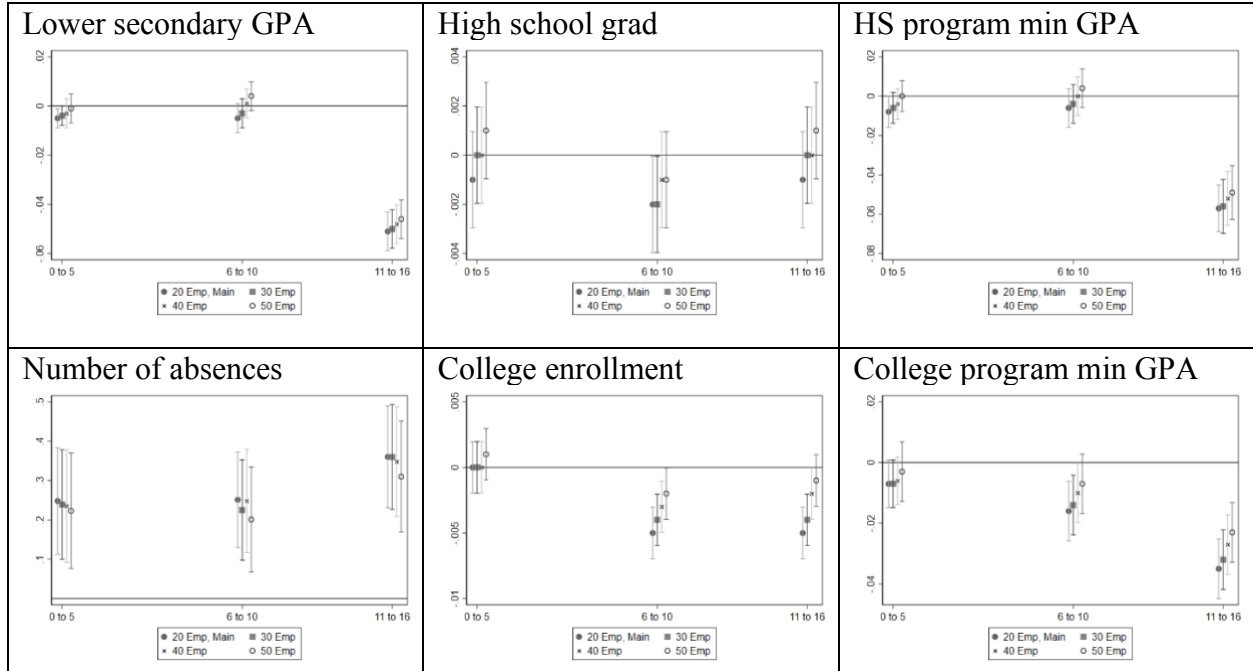 Lower secondary GPA
.02
0
-.02
-.04
-.06
0 to 5 6 to 10 11 to 16
20 Emp, Main 30 Emp
40 Emp 50 Emp
High school grad
.004
.002
0
-.002
-.004
0 to 5 6 to 10 11 to 16
20 Emp, Main 30 Emp
40 Emp 50 Emp
HS program min GPA
.02
0
-.02
-.04
-.06
-.08
0 to 5 6 to 10 11 to 16
20 Emp, Main 30 Emp
40 Emp 50 Emp
Number of absences
.5
.4
.3
.2
.1
0 to 5 6 to 10 11 to 16
20 Emp, Main 30 Emp
40 Emp 50 Emp
College enrollment
.005
0
-.005
-.01
0 to 5 6 to 10 11 to 16
20 Emp, Main 30 Emp
40 Emp 50 Emp
College program min GPA
.02
0
-.02
-.04
0 to 5 6 to 10 11 to 16
20 Emp, Main 30 Emp
40 Emp 50 Emp